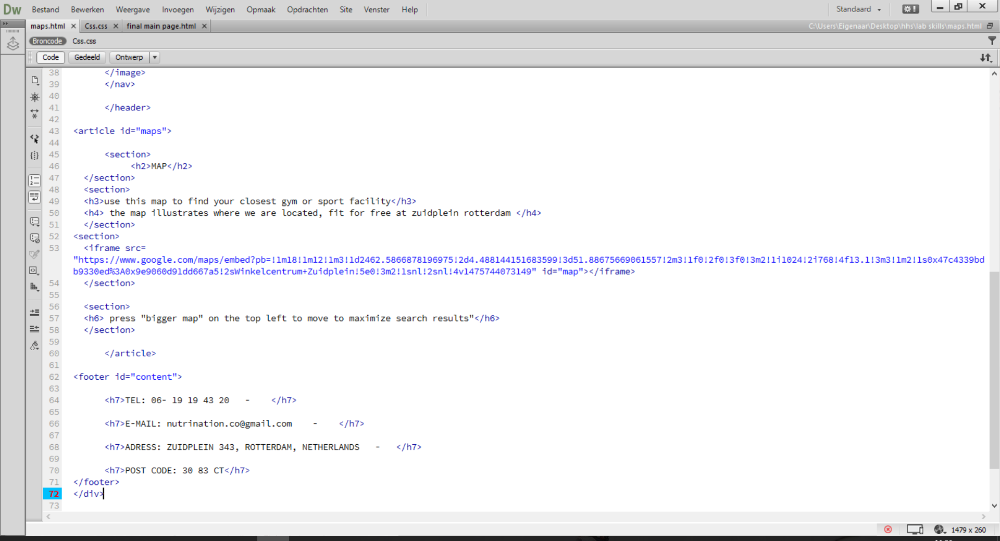 Dw Bestand Bewerken Weergave Invoegen Wijzigen Opmaak Opdrachten Site Venster Help Standaard
maps.html × Css.css × final main page.html × C:\Users\Eigenaar\Desktop\hhs\lab skills\maps.html
Broncode Css.css
Code Gedeeld Ontwerp
38 </image>
39 </nav>
40
41 </header>
42
43 <article id="maps">
44
45 <section>
46 <h2>MAP</h2>
47 </section>
48 <section>
49 <h3>use this map to find your closest gym or sport facility</h3>
50 <h4> the map illustrates where we are located, fit for free at zuidplein rotterdam </h4>
51 </section>
52 <section>
53 <iframe src=
"https://www.google.com/maps/embed?pb=!1m18!1m12!1m3!1d2462.5866878196975!2d4.488144151683599!3d51.88675669061557!2m3!1f0!2f0!3f0!3m2!1i1024!2i768!4f13.1!3m3!1m2!1s0x47c4339bd
b9330ed%3A0x9e9060d91dd667a5!2sWinkelcentrum+Zuidplein!5e0!3m2!1snl!2snl!4v1475744073149" id="map"></iframe>
54 </section>
55
56 <section>
57 <h6> press "bigger map" on the top left to move to maximize search results"</h6>
58 </section>
59
60 </article>
61
62 <footer id="content">
63
64 <h7>TEL: 06- 19 19 43 20 - </h7>
65
66 <h7>E-MAIL: nutrination.co@gmail.com - </h7>
67
68 <h7>ADRESS: ZUIDPLEIN 343, ROTTERDAM, NETHERLANDS - </h7>
69
70 <h7>POST CODE: 30 83 CT</h7>
71 </footer>
72 </div>
73
1479 x 260